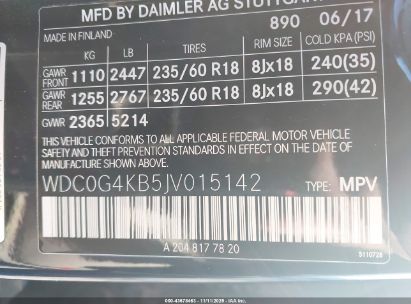 MFD BY DAIMLER AG STUTTGART
890 06/17
MADE IN FINLAND
KG LB TIRES RIM SIZE COLD KPA (PSI)
GAWR FRONT 1110 2447 235/60 R18 8Jx18 240(35)
GAWR REAR 1255 2767 235/60 R18 8Jx18 290(42)
GVWR 2365 5214
THIS VEHICLE CONFORMS TO ALL APPLICABLE FEDERAL MOTOR VEHICLE
SAFETY, BUMPER AND THEFT PREVENTION STANDARDS IN EFFECT ON
THE DATE OF MANUFACTURE SHOWN ABOVE.
WDC0G4KB5JV015142 TYPE: MPV
A 204 817 78 20